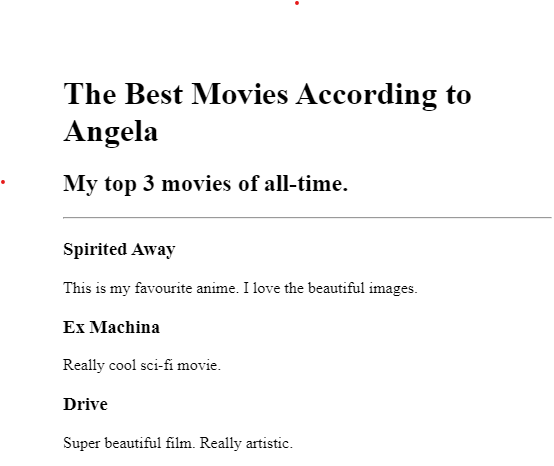 The Best Movies According to
Angela
My top 3 movies of all-time.
Spirited Away
This is my favourite anime. I love the beautiful images.
Ex Machina
Really cool sci-fi movie.
Drive
Super beautiful film. Really artistic.